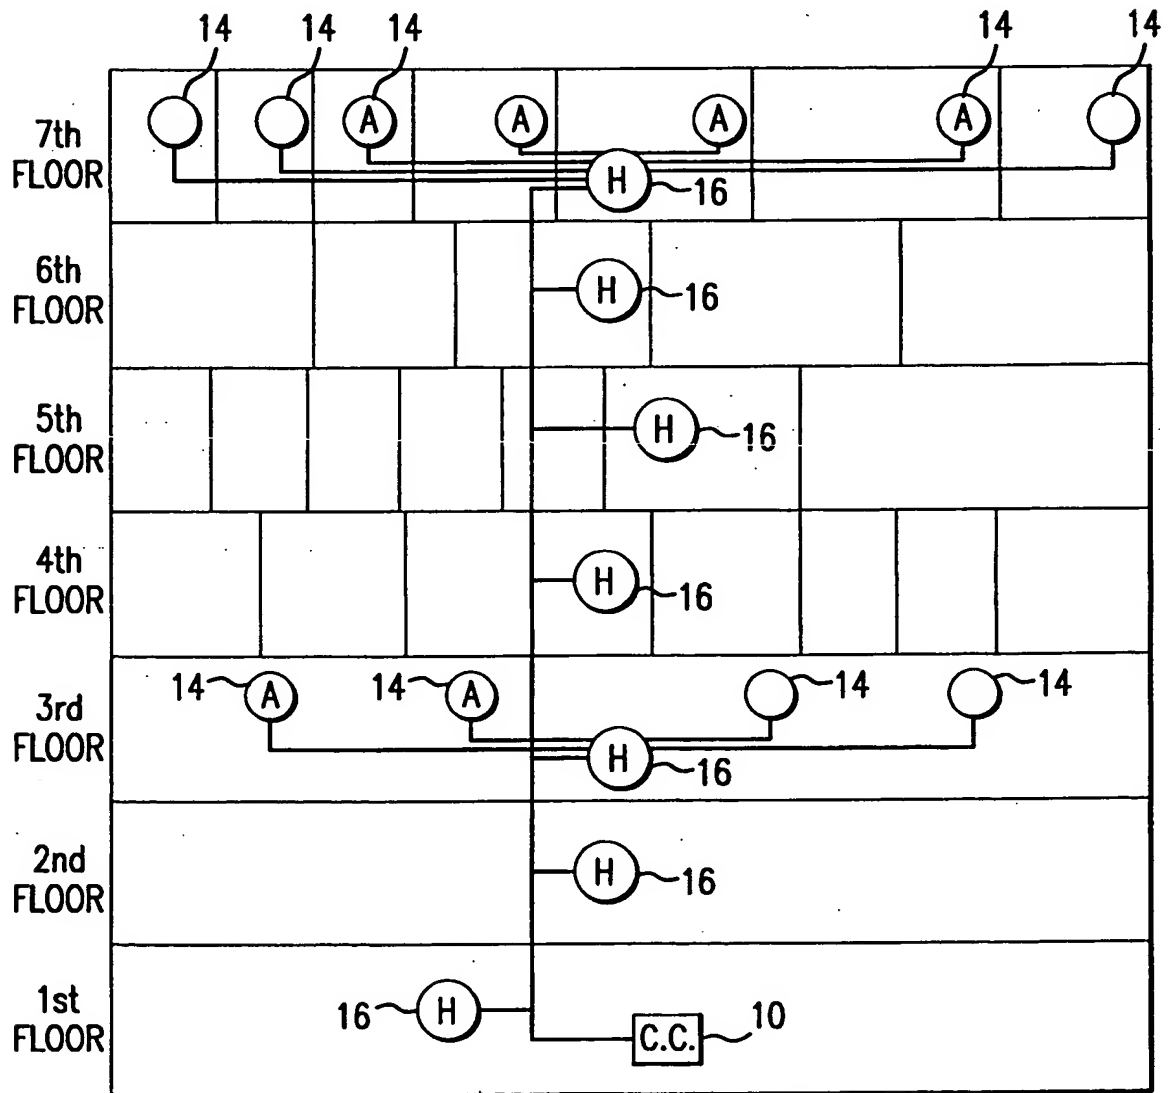 14 14 14 14 14
7th FLOOR
A A A A
H 16
6th FLOOR
H 16
5th FLOOR
H 16
4th FLOOR
H 16
3rd FLOOR
14 A 14 A 14 14
H 16
2nd FLOOR
H 16
1st FLOOR
16 H
C.C. 10